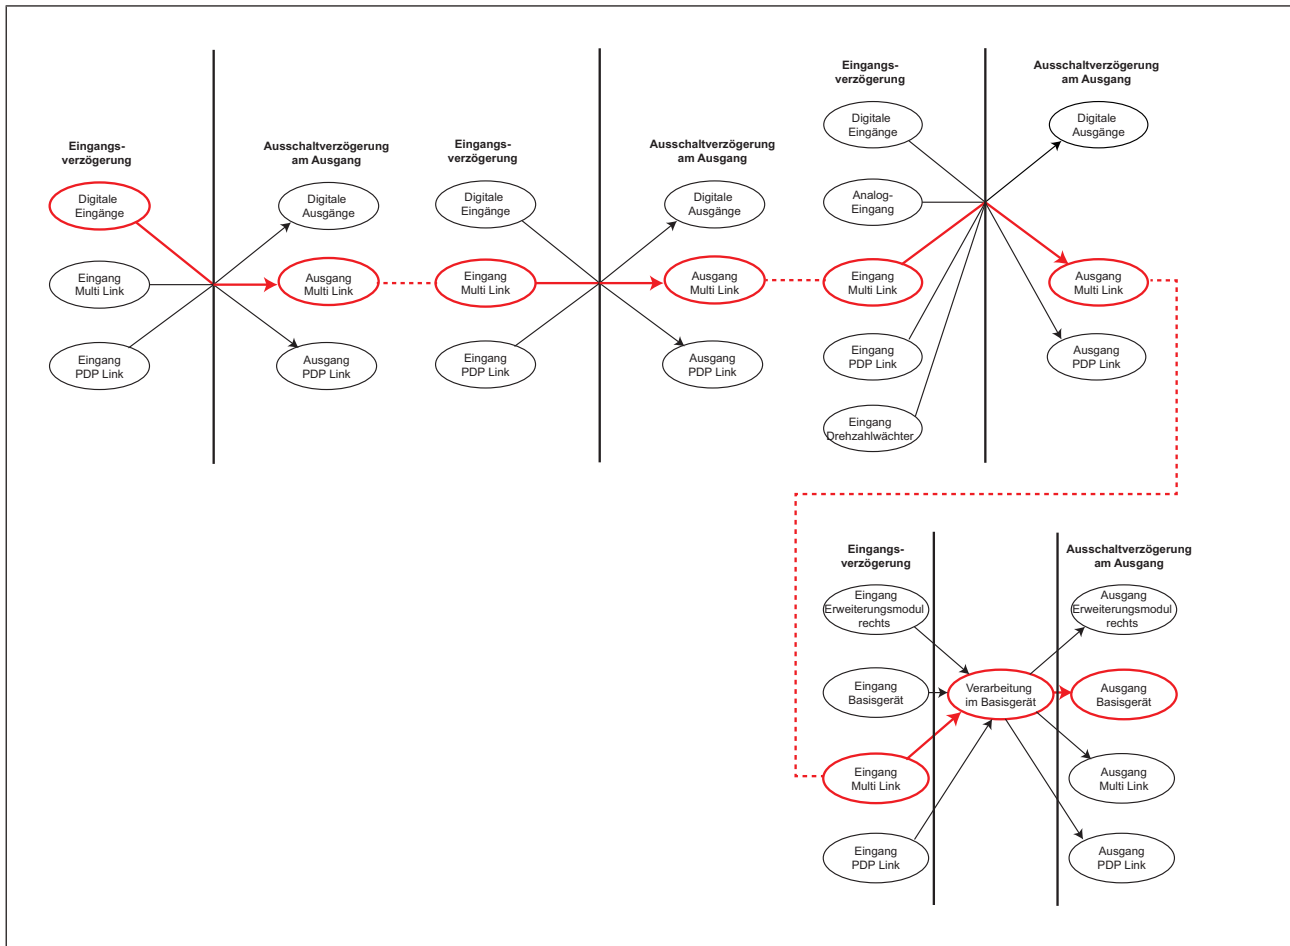 Eingangs-
verzögerung
Digitale
Eingänge
Eingang
Multi Link
Eingang
PDP Link
Ausschaltverzögerung
am Ausgang
Digitale
Ausgänge
Ausgang
Multi Link
Ausgang
PDP Link
Eingangs-
verzögerung
Digitale
Eingänge
Eingang
Multi Link
Eingang
PDP Link
Ausschaltverzögerung
am Ausgang
Digitale
Ausgänge
Ausgang
Multi Link
Ausgang
PDP Link
Eingangs-
verzögerung
Digitale
Eingänge
Analog-
Eingang
Eingang
Multi Link
Eingang
PDP Link
Eingang
Drehzahlwächter
Ausschaltverzögerung
am Ausgang
Digitale
Ausgänge
Ausgang
Multi Link
Ausgang
PDP Link
Eingangs-
verzögerung
Eingang
Erweiterungsmodul
rechts
Eingang
Basisgerät
Eingang
Multi Link
Eingang
PDP Link
Verarbeitung
im Basisgerät
Ausschaltverzögerung
am Ausgang
Ausgang
Erweiterungsmodul
rechts
Ausgang
Basisgerät
Ausgang
Multi Link
Ausgang
PDP Link